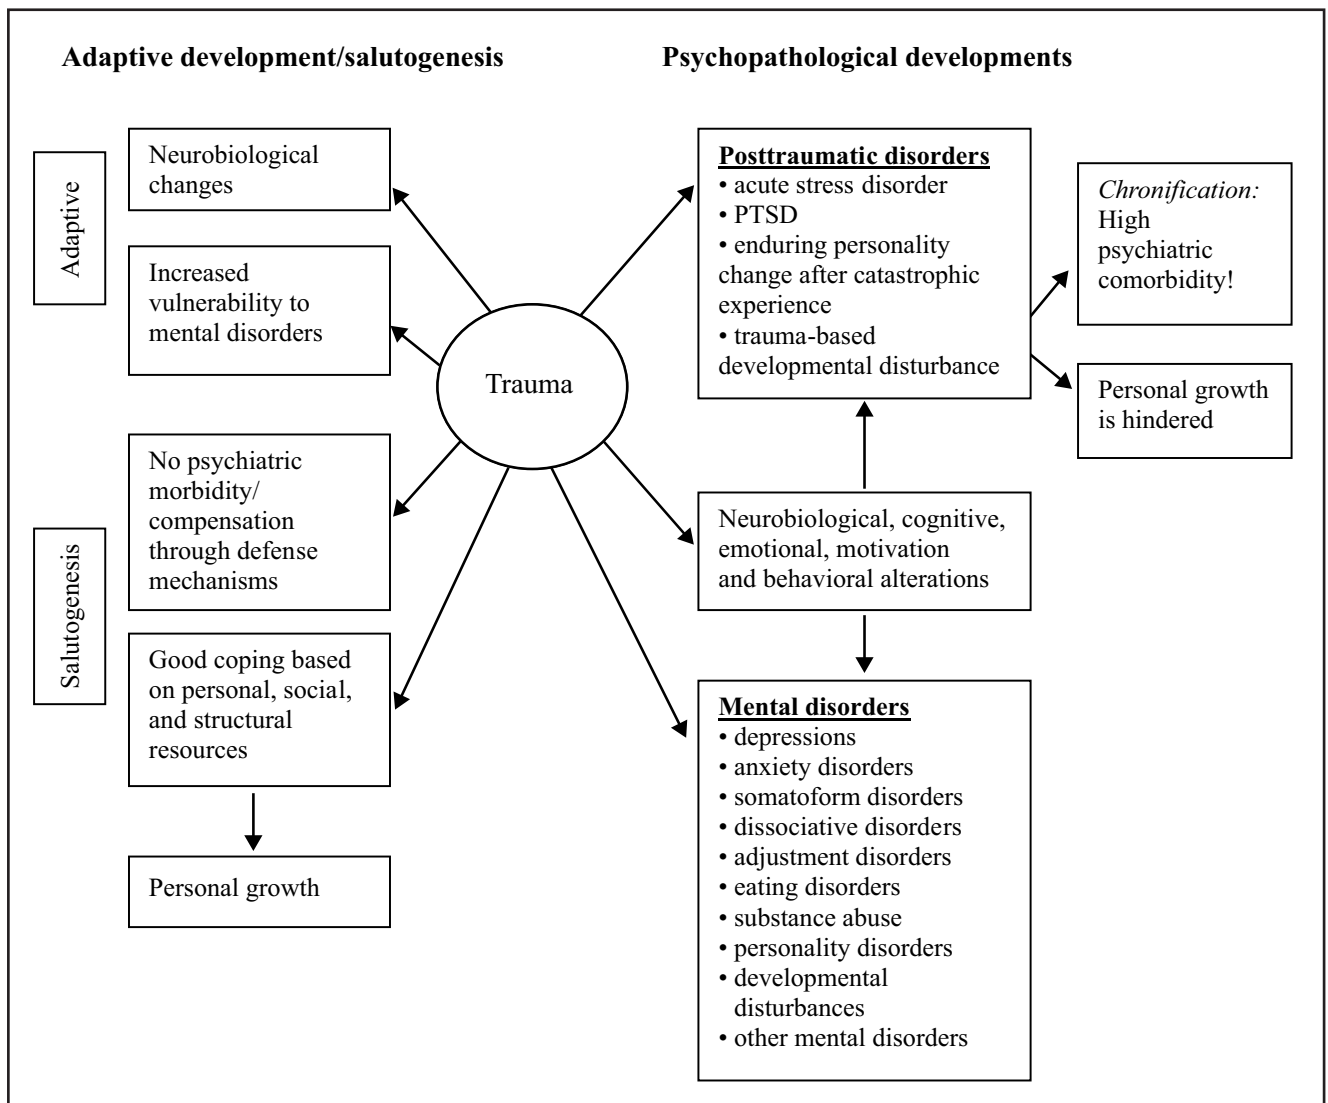 Adaptive development/salutogenesis
Psychopathological developments
Adaptive
Neurobiological
changes
Increased
vulnerability to
mental disorders
Salutogenesis
No psychiatric
morbidity/
compensation
through defense
mechanisms
Good coping based
on personal, social,
and structural
resources
Personal growth
Trauma
Posttraumatic disorders
• acute stress disorder
• PTSD
• enduring personality
change after catastrophic
experience
• trauma-based
developmental disturbance
Chronification:
High
psychiatric
comorbidity!
Personal growth
is hindered
Neurobiological, cognitive,
emotional, motivation
and behavioral alterations
Mental disorders
• depressions
• anxiety disorders
• somatoform disorders
• dissociative disorders
• adjustment disorders
• eating disorders
• substance abuse
• personality disorders
• developmental
disturbances
• other mental disorders